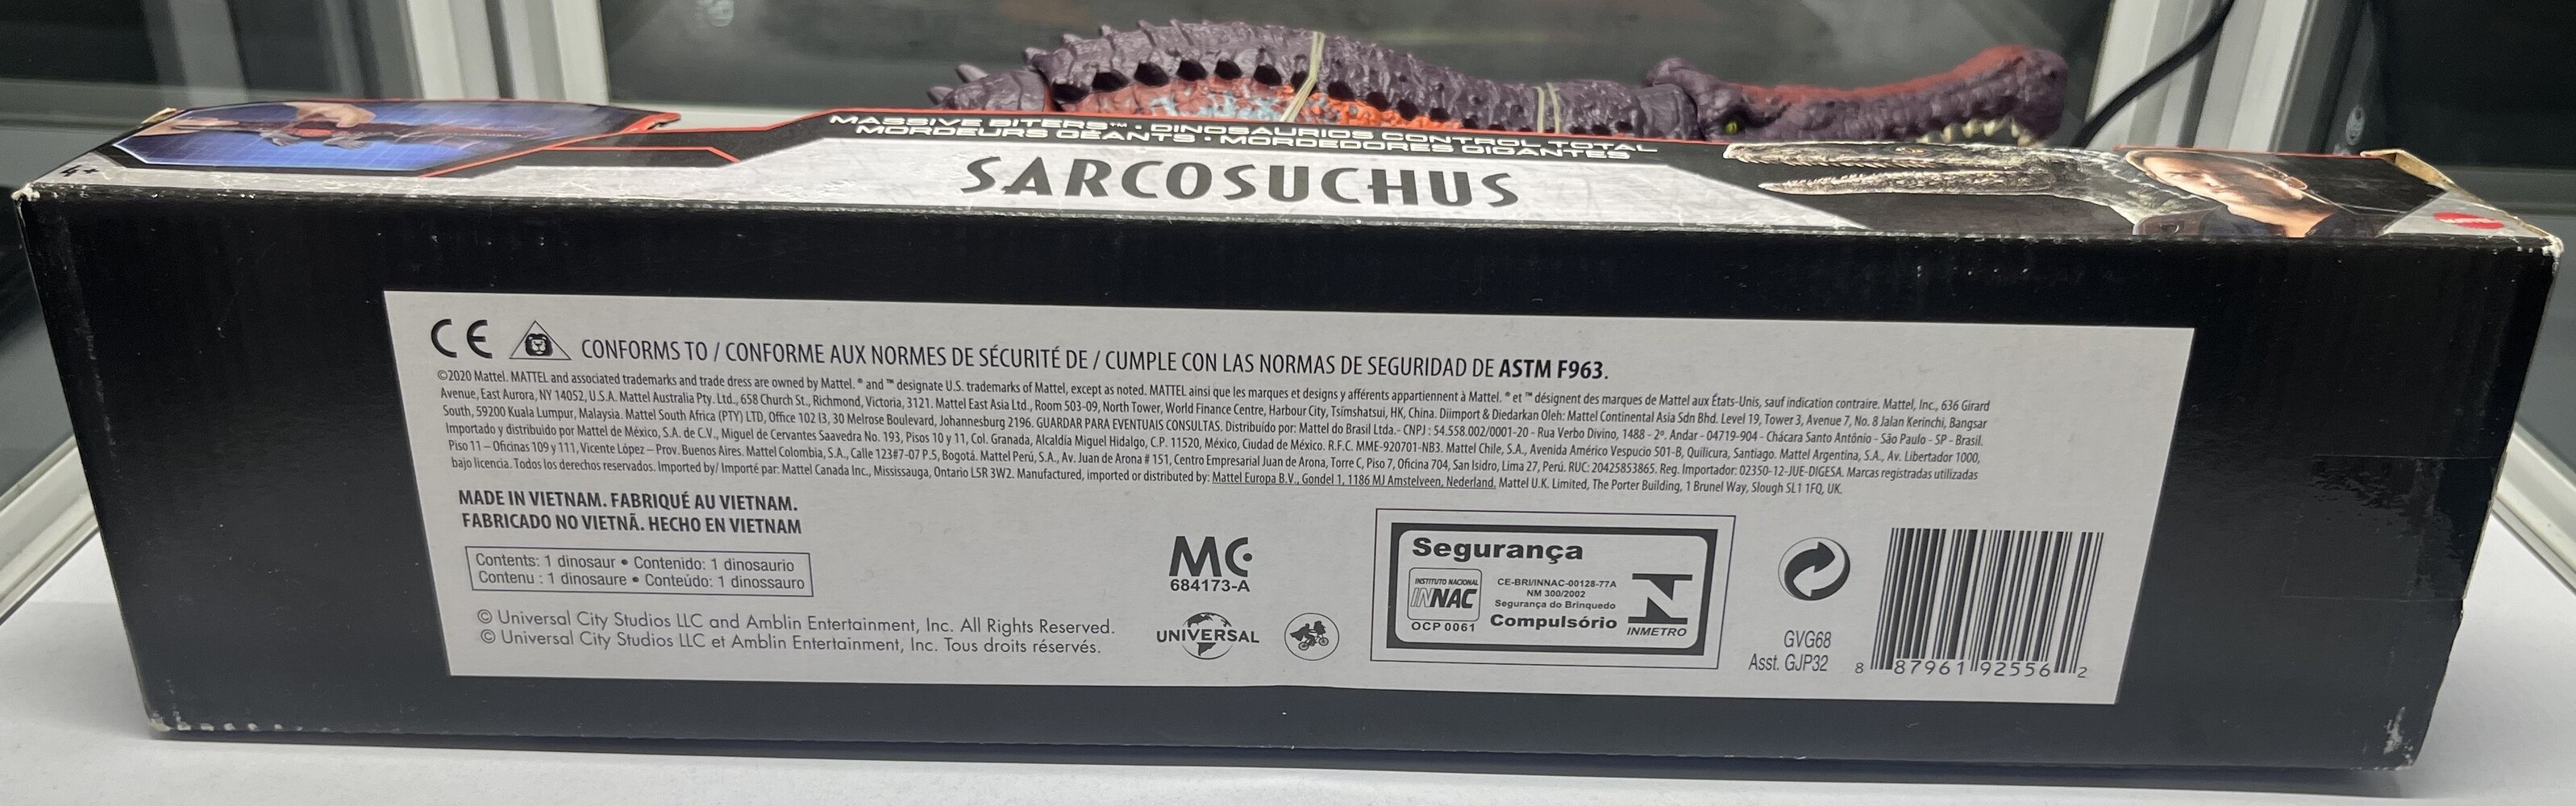 4+
MASSIVE BITERS™ • DINOSAURIOS CONTROL TOTAL
MORDEURS GÉANTS • MORDEDORES GIGANTES
SARCOSUCHUS
CE CONFORMS TO / CONFORME AUX NORMES DE SÉCURITÉ DE / CUMPLE CON LAS NORMAS DE SEGURIDAD DE ASTM F963.
©2020 Mattel. MATTEL and associated trademarks and trade dress are owned by Mattel. ® and ™ designate U.S. trademarks of Mattel, except as noted. MATTEL ainsi que les marques et designs y afférents appartiennent à Mattel. ® et ™ désignent des marques de Mattel aux États-Unis, sauf indication contraire. Mattel, Inc., 636 Girard
Avenue, East Aurora, NY 14052, U.S.A. Mattel Australia Pty. Ltd., 658 Church St., Richmond, Victoria, 3121. Mattel East Asia Ltd., Room 503-09, North Tower, World Finance Centre, Harbour City, Tsimshatsui, HK, China. Diimport & Diedarkan Oleh: Mattel Continental Asia Sdn Bhd. Level 19, Tower 3, Avenue 7, No. 8 Jalan Kerinchi, Bangsar
South, 59200 Kuala Lumpur, Malaysia. Mattel South Africa (PTY) LTD, Office 102 I3, 30 Melrose Boulevard, Johannesburg 2196. GUARDAR PARA EVENTUAIS CONSULTAS. Distribuído por: Mattel do Brasil Ltda.- CNPJ : 54.558.002/0001-20 - Rua Verbo Divino, 1488 - 2º. Andar - 04719-904 - Chácara Santo Antônio - São Paulo - SP - Brasil.
Importado y distribuido por Mattel de México, S.A. de C.V., Miguel de Cervantes Saavedra No. 193, Pisos 10 y 11, Col. Granada, Alcaldía Miguel Hidalgo, C.P. 11520, México, Ciudad de México. R.F.C. MME-920701-NB3. Mattel Chile, S.A., Avenida Américo Vespucio 501-B, Quilicura, Santiago. Mattel Argentina, S.A., Av. Libertador 1000,
Piso 11 – Oficinas 109 y 111, Vicente López – Prov. Buenos Aires. Mattel Colombia, S.A., Calle 123#7-07 P.5, Bogotá. Mattel Perú, S.A., Av. Juan de Arona # 151, Centro Empresarial Juan de Arona, Torre C, Piso 7, Oficina 704, San Isidro, Lima 27, Perú. RUC: 20425853865. Reg. Importador: 02350-12-JUE-DIGESA. Marcas registradas utilizadas
bajo licencia. Todos los derechos reservados. Imported by/ Importé par: Mattel Canada Inc., Mississauga, Ontario L5R 3W2. Manufactured, imported or distributed by: Mattel Europa B.V., Gondel 1, 1186 MJ Amstelveen, Nederland. Mattel U.K. Limited, The Porter Building, 1 Brunel Way, Slough SL1 1FQ, UK.
MADE IN VIETNAM. FABRIQUÉ AU VIETNAM.
FABRICADO NO VIETNÃ. HECHO EN VIETNAM
Contents: 1 dinosaur • Contenido: 1 dinosaurio
Contenu : 1 dinosaure • Conteúdo: 1 dinossauro
© Universal City Studios LLC and Amblin Entertainment, Inc. All Rights Reserved.
© Universal City Studios LLC et Amblin Entertainment, Inc. Tous droits réservés.
MC
684173-A
UNIVERSAL
Segurança
INSTITUTO NACIONAL
INNAC
OCP 0061
CE-BRI/INNAC-00128-77A
NM 300/2002
Segurança do Brinquedo
Compulsório
INMETRO
GVG68
Asst. GJP32
8 87961 92556 2